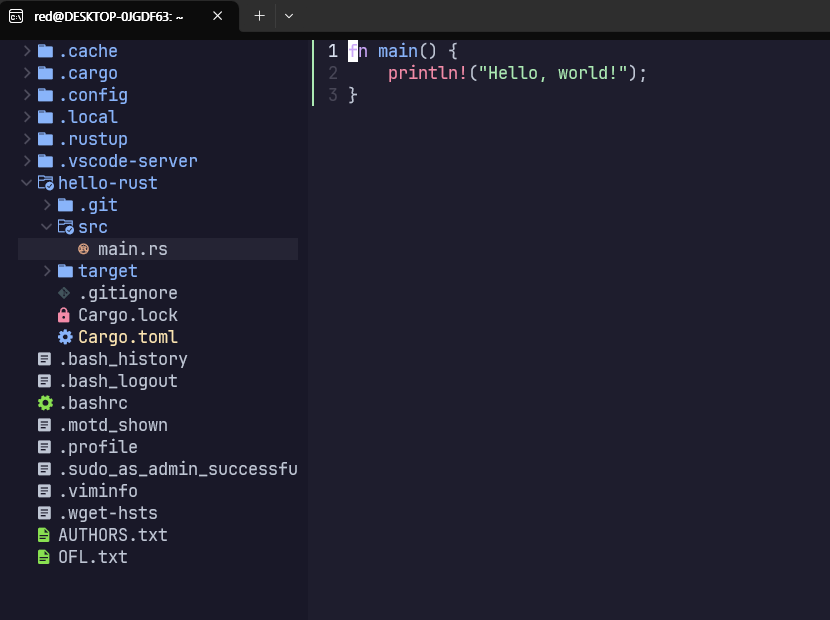 red@DESKTOP-0JGDF63: ~
.cache
.cargo
.config
.local
.rustup
.vscode-server
hello-rust
.git
src
main.rs
target
.gitignore
Cargo.lock
Cargo.toml
.bash_history
.bash_logout
.bashrc
.motd_shown
.profile
.sudo_as_admin_successfu
.viminfo
.wget-hsts
AUTHORS.txt
OFL.txt
1 fn main() {
2     println!("Hello, world!");
3 }